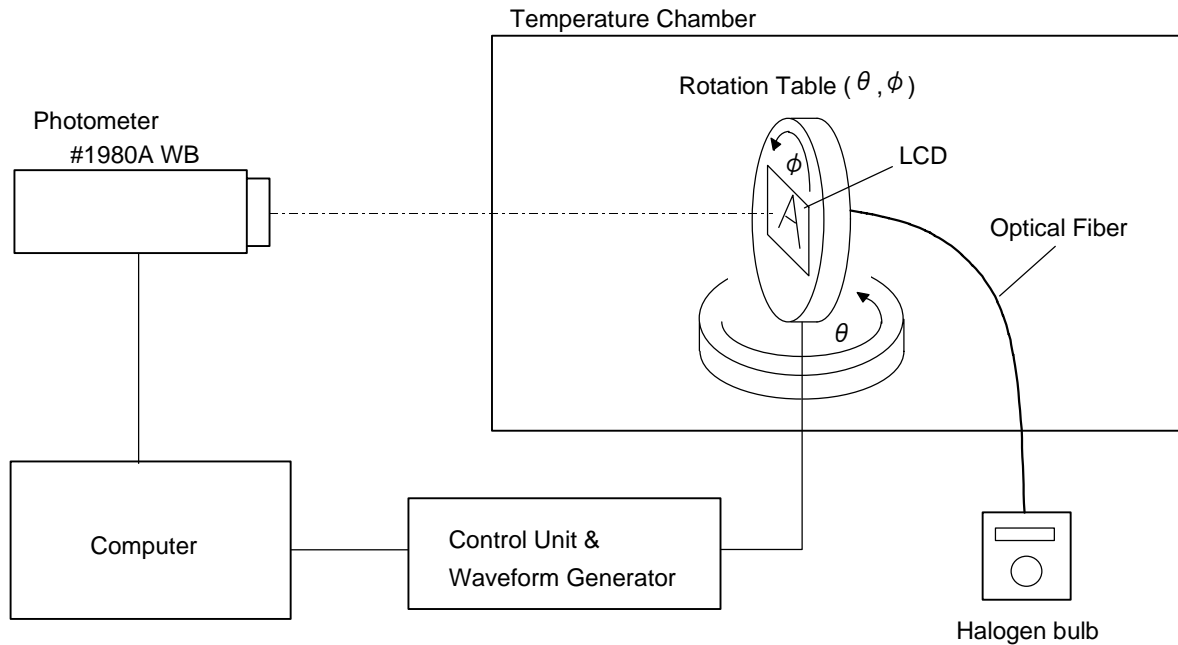 Temperature Chamber
Rotation Table ( θ , φ )
Photometer
#1980A WB
LCD
φ
A
Optical Fiber
θ
Computer
Control Unit &
Waveform Generator
Halogen bulb